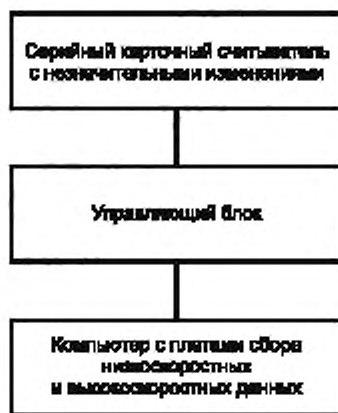 Серийный карточный считыватель
с незначительными изменениями
Управляющий блок
Компьютер с платами сбора
низкоскоростных
и высокоскоростных данных